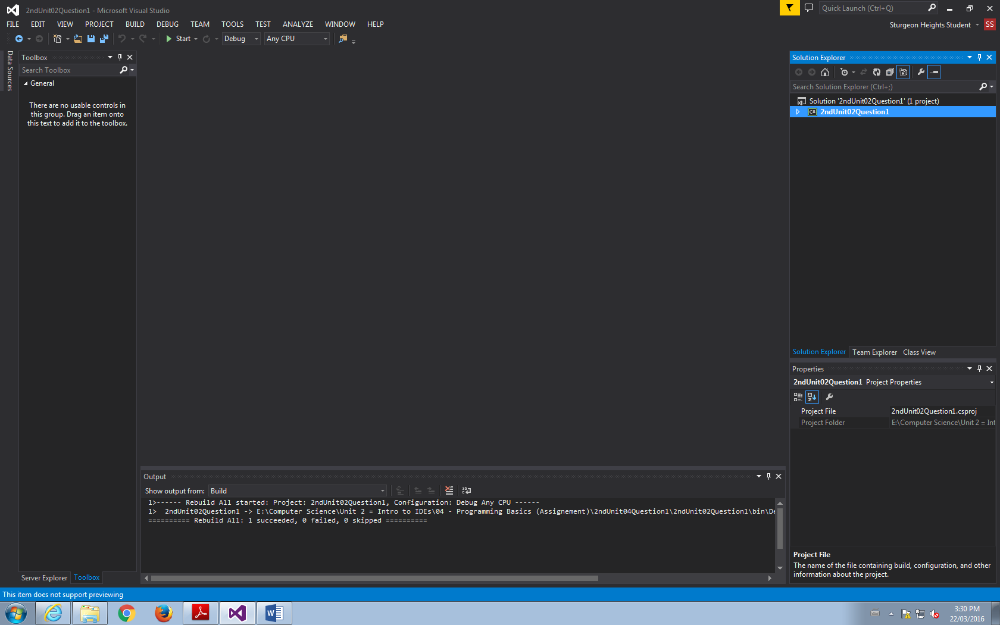 2ndUnit02Question1 - Microsoft Visual Studio
Quick Launch (Ctrl+Q)
FILE EDIT VIEW PROJECT BUILD DEBUG TEAM TOOLS TEST ANALYZE WINDOW HELP
Sturgeon Heights Student SS
Start Debug Any CPU
Data Sources
Toolbox
Search Toolbox
General
There are no usable controls in
this group. Drag an item onto
this text to add it to the toolbox.
Server Explorer Toolbox
Output
Show output from: Build
1>------ Rebuild All started: Project: 2ndUnit02Question1, Configuration: Debug Any CPU ------
1>  2ndUnit02Question1 -> E:\Computer Science\Unit 2 = Intro to IDEs\04 - Programming Basics (Assignement)\2ndUnit04Question1\2ndUnit02Question1\bin\De
========== Rebuild All: 1 succeeded, 0 failed, 0 skipped ==========
Solution Explorer
Search Solution Explorer (Ctrl+;)
Solution '2ndUnit02Question1' (1 project)
C# 2ndUnit02Question1
Solution Explorer Team Explorer Class View
Properties
2ndUnit02Question1 Project Properties
Project File 2ndUnit02Question1.csproj
Project Folder E:\Computer Science\Unit 2 = Int
Project File
The name of the file containing build, configuration, and other
information about the project.
This item does not support previewing
3:30 PM
22/03/2016